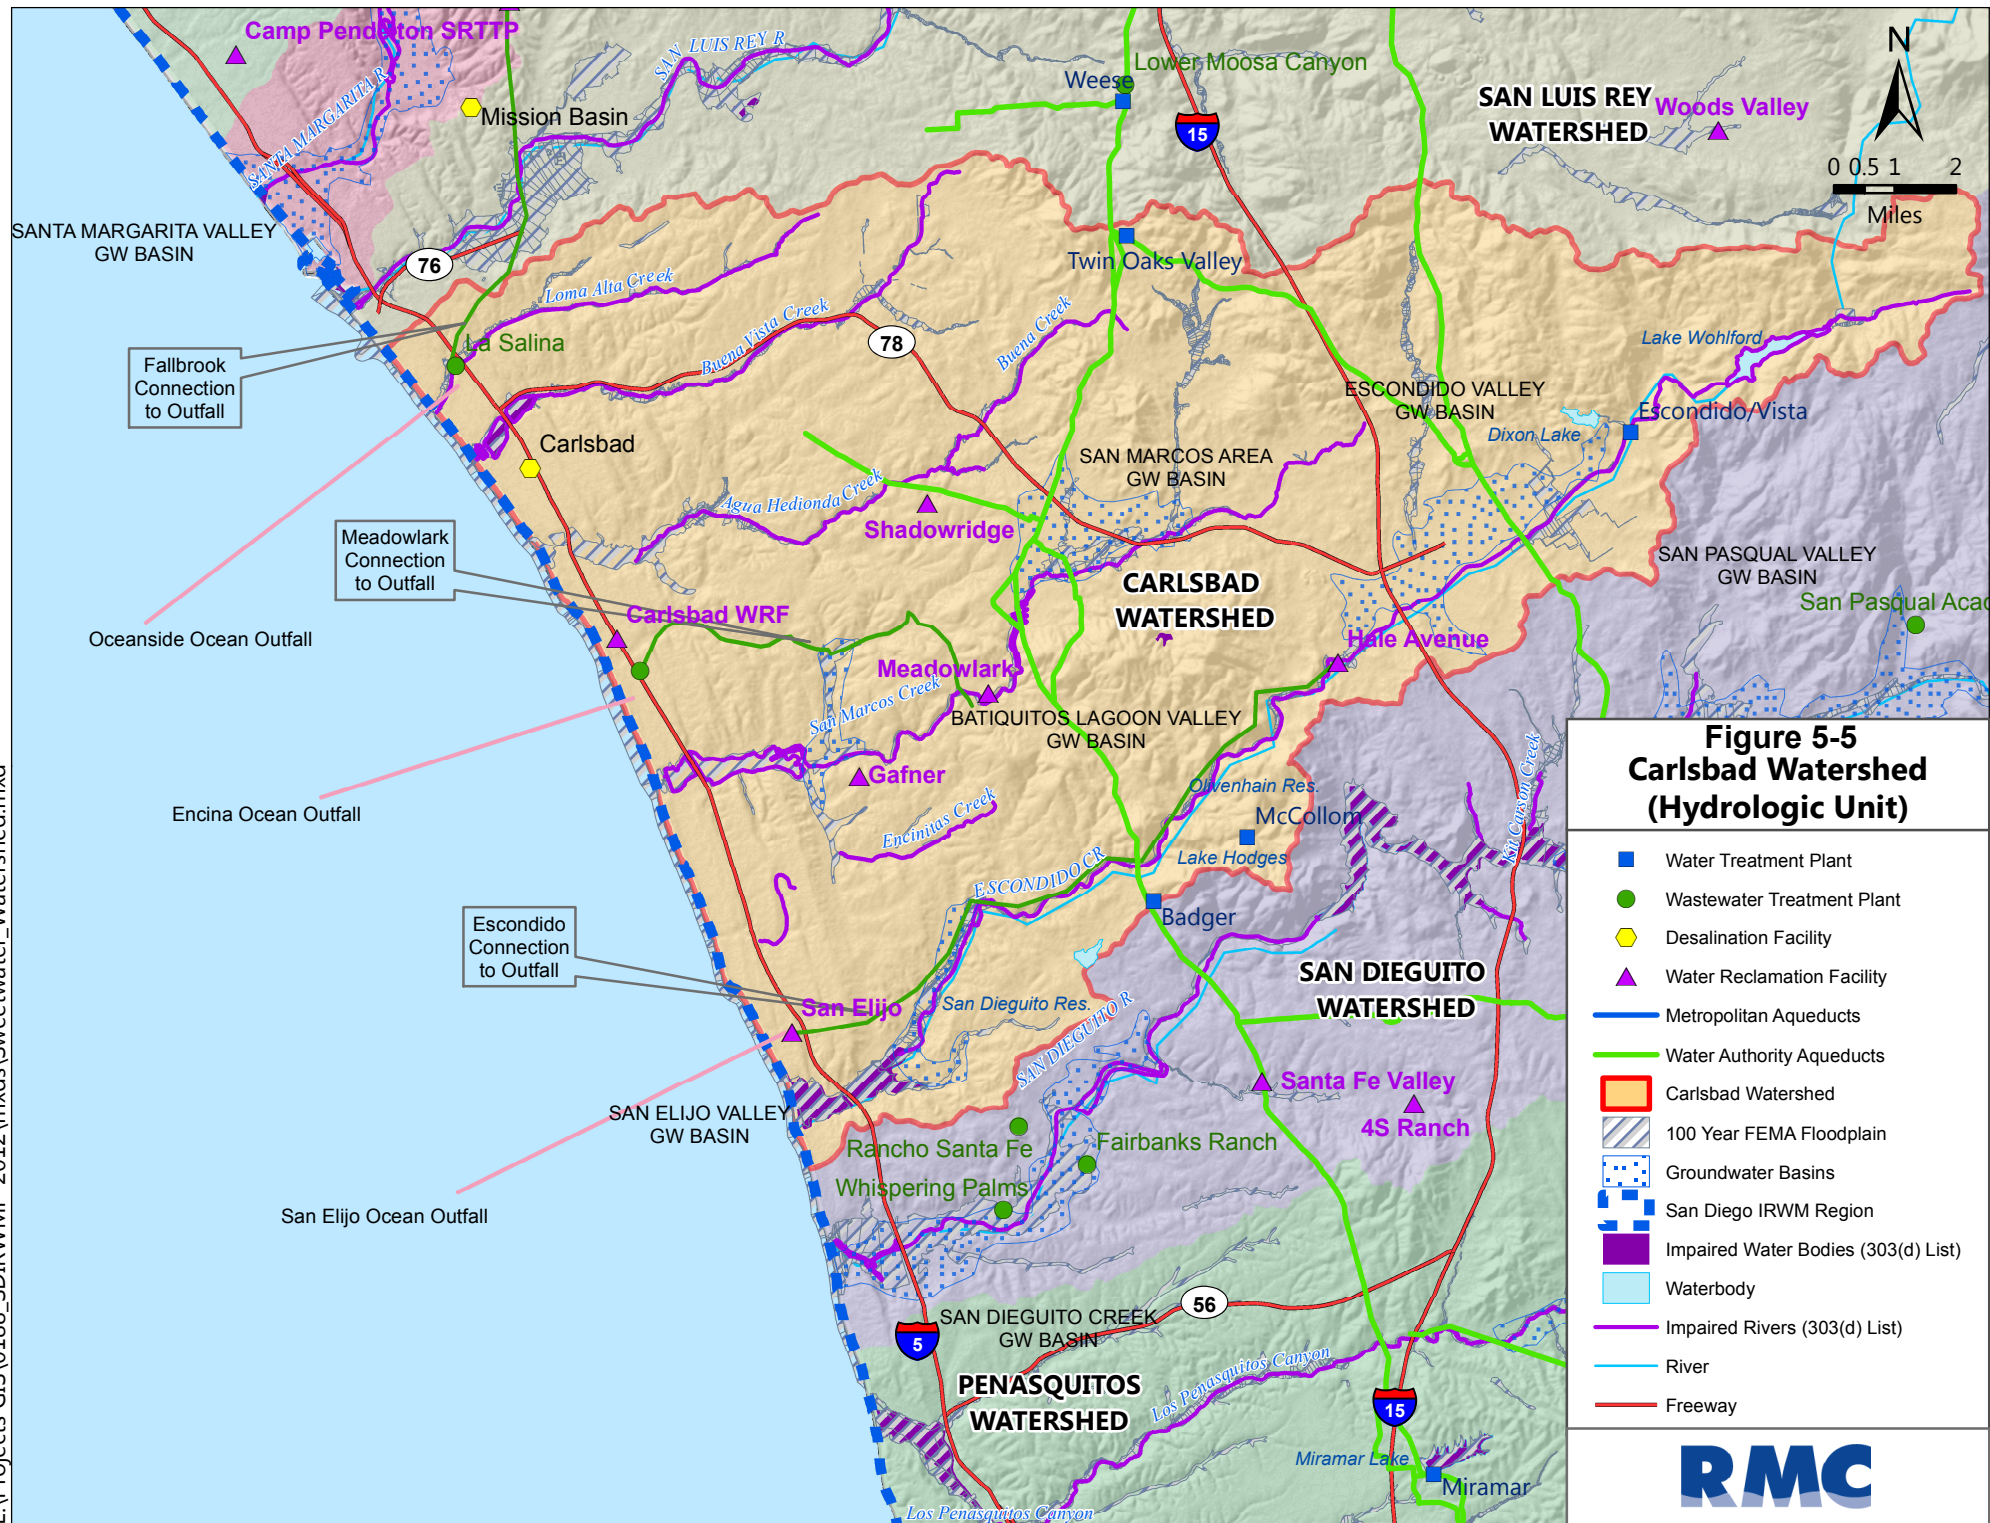 Camp Pendleton SRTTP
SAN LUIS REY R
Lower Moosa Canyon
Weese
SAN LUIS REY
WATERSHED
Woods Valley
N
0 0.5 1 2
Miles
15
Mission Basin
SANTA MARGARITA R
SANTA MARGARITA VALLEY
GW BASIN
76
Twin Oaks Valley
Loma Alta Creek
Buena Vista Creek
Buena Creek
78
Lake Wohlford
La Salina
Fallbrook
Connection
to Outfall
ESCONDIDO VALLEY
GW BASIN
Escondido/Vista
Dixon Lake
Carlsbad
SAN MARCOS AREA
GW BASIN
Agua Hedionda Creek
Shadowridge
Meadowlark
Connection
to Outfall
SAN PASQUAL VALLEY
GW BASIN
San Pasqual Acad
CARLSBAD
WATERSHED
Carlsbad WRF
Oceanside Ocean Outfall
Hale Avenue
Meadowlark
San Marcos Creek
BATIQUITOS LAGOON VALLEY
GW BASIN
Gafner
Encina Ocean Outfall
Encinitas Creek
Olivenhain Res.
McCollom
Lake Hodges
Kit Carson Creek
ESCONDIDO CR
Badger
Escondido
Connection
to Outfall
San Elijo
San Dieguito Res.
SAN DIEGUITO
WATERSHED
SAN DIEGUITO R
Santa Fe Valley
4S Ranch
SAN ELIJO VALLEY
GW BASIN
Rancho Santa Fe
Fairbanks Ranch
Whispering Palms
San Elijo Ocean Outfall
56
SAN DIEGUITO CREEK
GW BASIN
5
PENASQUITOS
WATERSHED
Los Penasquitos Canyon
15
Miramar Lake
Miramar
Los Penasquitos Canyon
Figure 5-5
Carlsbad Watershed
(Hydrologic Unit)
Water Treatment Plant
Wastewater Treatment Plant
Desalination Facility
Water Reclamation Facility
Metropolitan Aqueducts
Water Authority Aqueducts
Carlsbad Watershed
100 Year FEMA Floodplain
Groundwater Basins
San Diego IRWM Region
Impaired Water Bodies (303(d) List)
Waterbody
Impaired Rivers (303(d) List)
River
Freeway
RMC